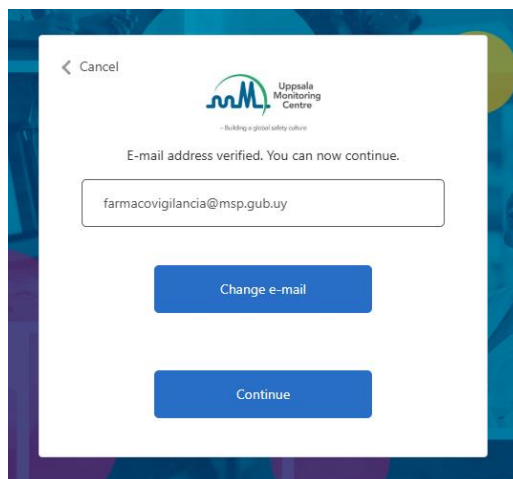 Cancel
Uppsala
Monitoring
Centre
– Building a global safety culture
E-mail address verified. You can now continue.
farmacovigilancia@msp.gub.uy
Change e-mail
Continue